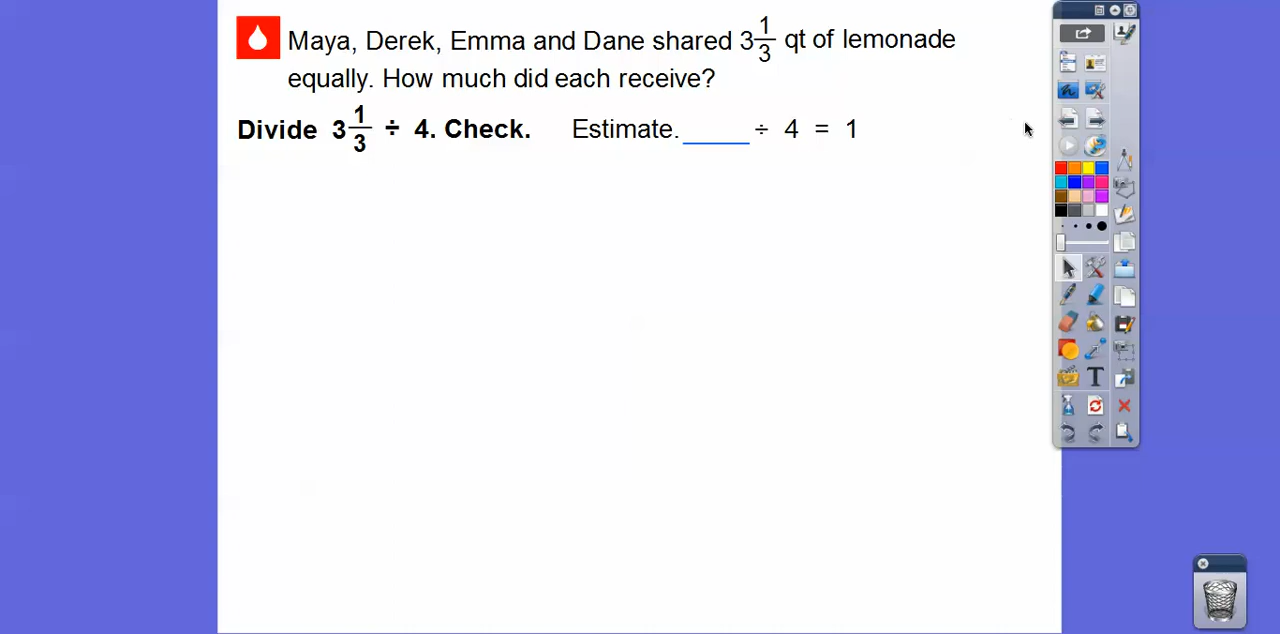 Maya, Derek, Emma and Dane shared 3 1/3 qt of lemonade
equally. How much did each receive?
Divide 3 1/3 ÷ 4. Check. Estimate. _____ ÷ 4 = 1